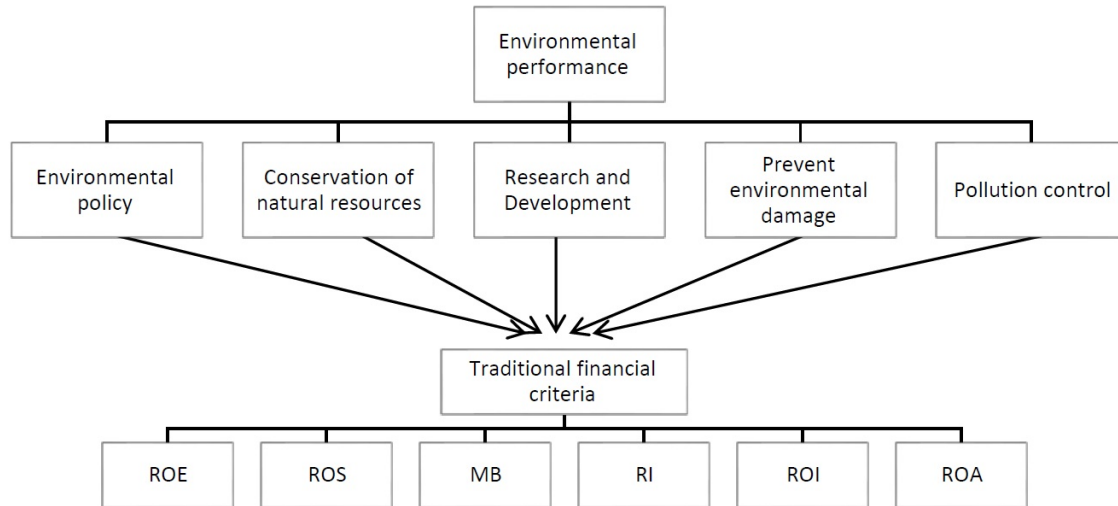 Environmental
performance
Environmental
policy
Conservation of
natural resources
Research and
Development
Prevent
environmental
damage
Pollution control
Traditional financial
criteria
ROE
ROS
MB
RI
ROI
ROA